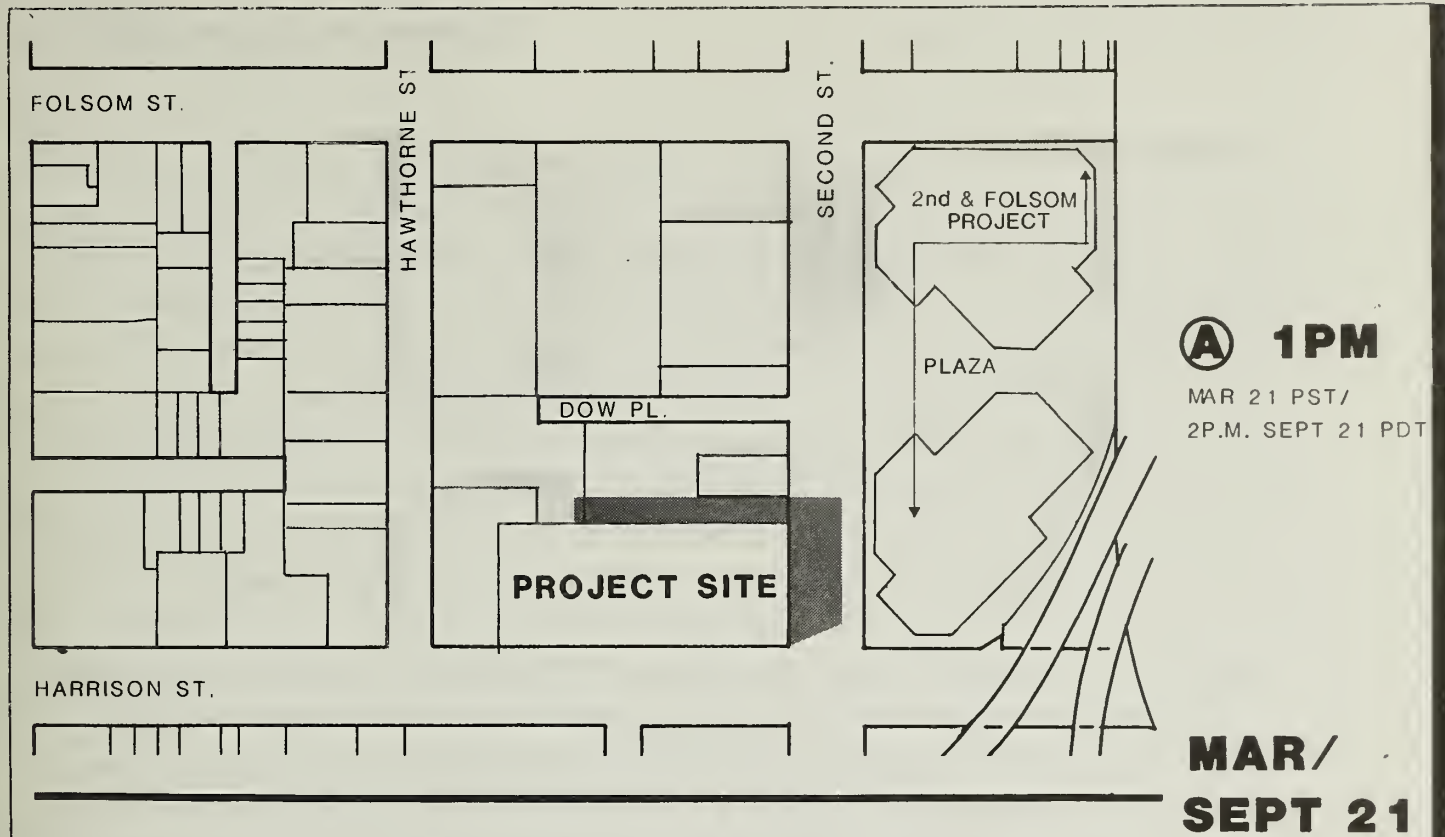 FOLSOM ST.
HAWTHORNE ST
SECOND ST.
2nd & FOLSOM
PROJECT
PLAZA
DOW PL.
PROJECT SITE
HARRISON ST.
A 1PM
MAR 21 PST/
2P.M. SEPT 21 PDT
MAR/
SEPT 21